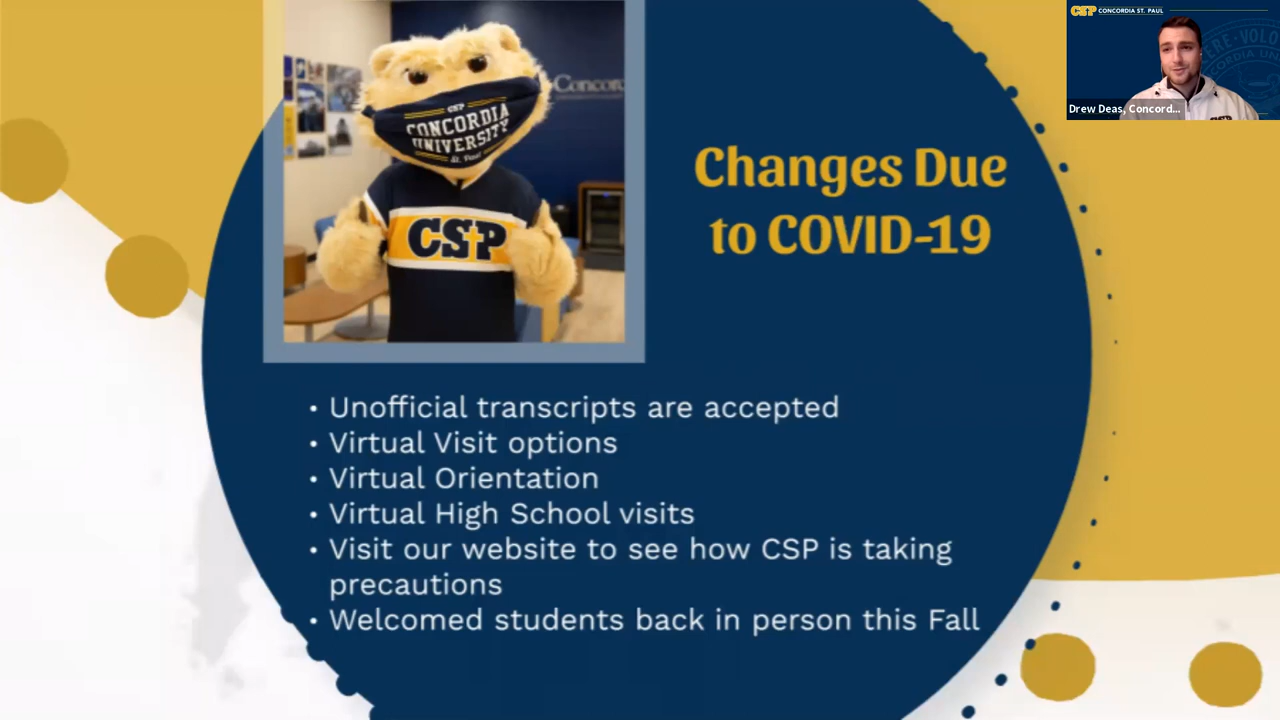 CSP CONCORDIA ST. PAUL
Drew Deas, Concord...
Concor
CSP
CONCORDIA
UNIVERSITY
St. Paul
CSP
Changes Due
to COVID-19
• Unofficial transcripts are accepted
• Virtual Visit options
• Virtual Orientation
• Virtual High School visits
• Visit our website to see how CSP is taking
precautions
• Welcomed students back in person this Fall